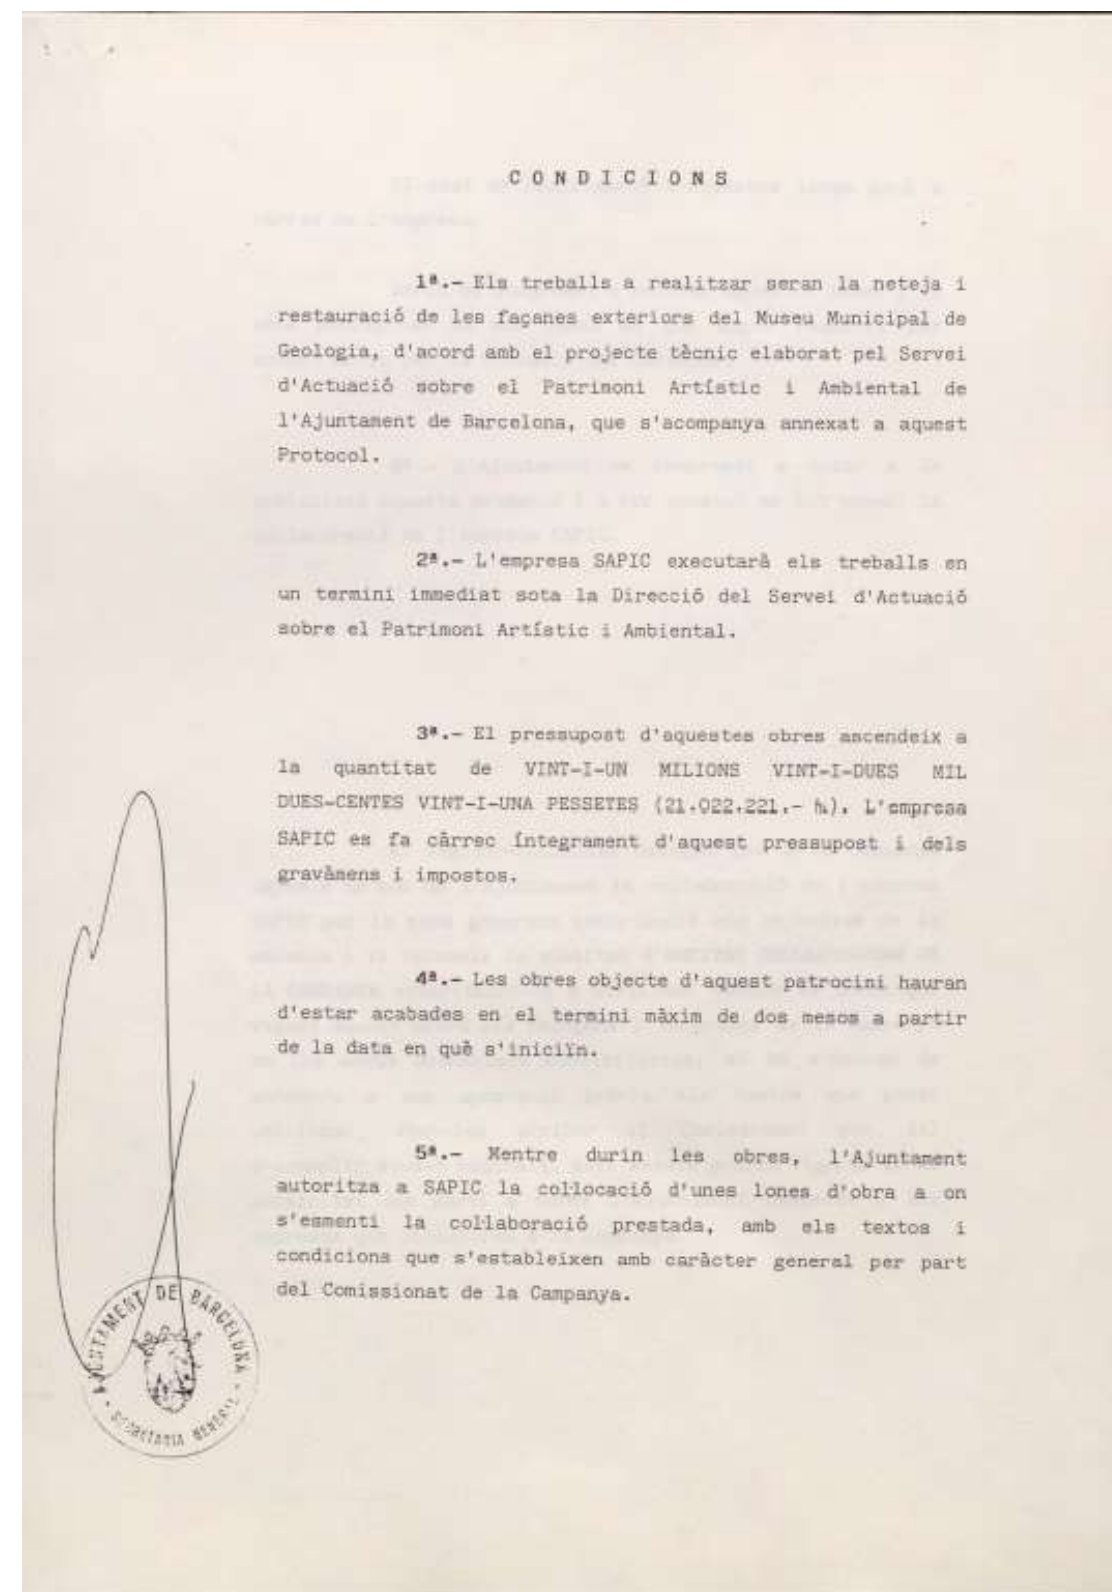 CONDICIONS
1ª.- Els treballs a realitzar seran la neteja i
restauració de les façanes exteriors del Museu Municipal de
Geologia, d'acord amb el projecte tècnic elaborat pel Servei
d'Actuació sobre el Patrimoni Artístic i Ambiental de
l'Ajuntament de Barcelona, que s'acompanya annexat a aquest
Protocol.
2ª.- L'empresa SAPIC executarà els treballs en
un termini immediat sota la Direcció del Servei d'Actuació
sobre el Patrimoni Artístic i Ambiental.
3ª.- El pressupost d'aquestes obres ascendeix a
la quantitat de VINT-I-UN MILIONS VINT-I-DUES MIL
DUES-CENTES VINT-I-UNA PESSETES (21.022.221.- ₧). L'empresa
SAPIC es fa càrrec íntegrament d'aquest pressupost i dels
gravàmens i impostos.
4ª.- Les obres objecte d'aquest patrocini hauran
d'estar acabades en el termini màxim de dos mesos a partir
de la data en què s'iniciïn.
5ª.- Mentre durin les obres, l'Ajuntament
autoritza a SAPIC la col·locació d'unes lones d'obra a on
s'esmenti la col·laboració prestada, amb els textos i
condicions que s'estableixen amb caràcter general per part
del Comissionat de la Campanya.
AJUNTAMENT DE BARCELONA
SECRETARIA GENERAL